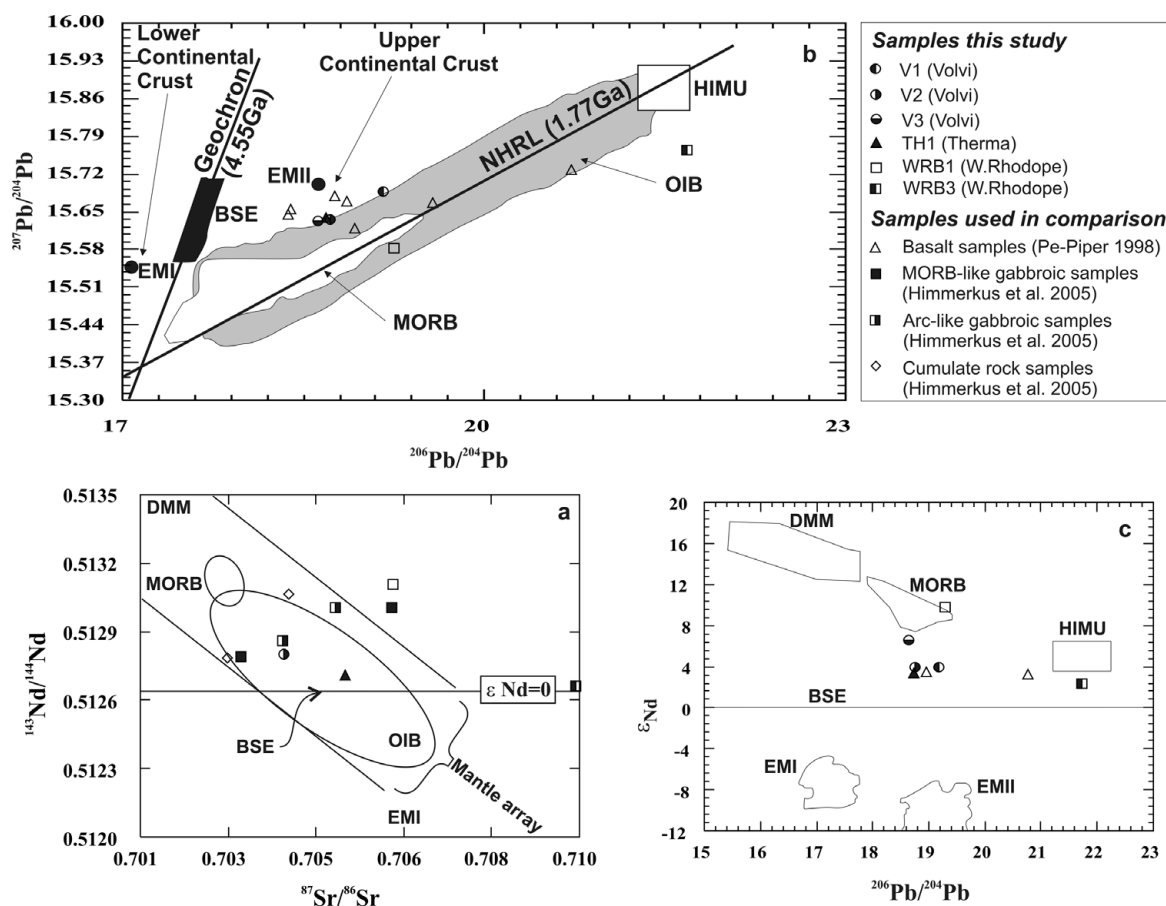 16.00
15.93
15.86
15.79
15.72
15.65
15.58
15.51
15.44
15.37
15.30
207Pb/204Pb
Lower
Continental
Crust
Geochron
(4.55Ga)
Upper
Continental Crust
b
NHRL (1.77Ga)
HIMU
EMII
BSE
OIB
EMI
MORB
17
20
23
206Pb/204Pb
Samples this study
V1 (Volvi)
V2 (Volvi)
V3 (Volvi)
TH1 (Therma)
WRB1 (W.Rhodope)
WRB3 (W.Rhodope)
Samples used in comparison
Basalt samples (Pe-Piper 1998)
MORB-like gabbroic samples
(Himmerkus et al. 2005)
Arc-like gabbroic samples
(Himmerkus et al. 2005)
Cumulate rock samples
(Himmerkus et al. 2005)
0.5135
0.5132
0.5129
0.5126
0.5123
0.5120
143Nd/144Nd
DMM
a
MORB
ε Nd=0
BSE
OIB
EMI
Mantle array
0.701
0.703
0.705
0.706
0.708
0.710
87Sr/86Sr
20
16
12
8
4
0
-4
-8
-12
εNd
DMM
c
MORB
HIMU
BSE
EMI
EMII
15
16
17
18
19
20
21
22
23
206Pb/204Pb